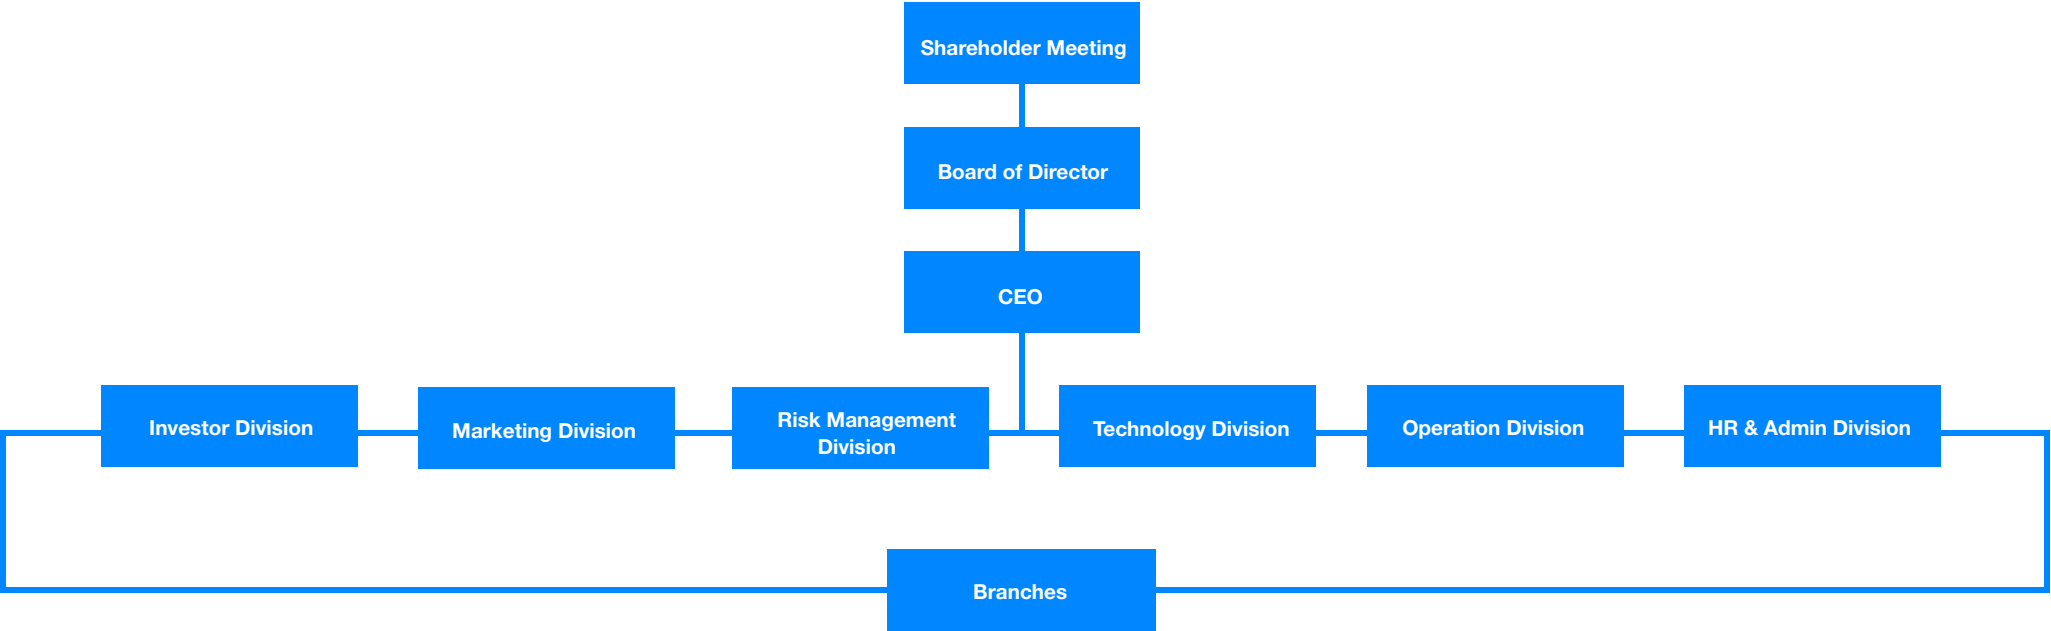 Shareholder Meeting
Board of Director
CEO
Investor Division
Marketing Division
Risk Management
Division
Technology Division
Operation Division
HR & Admin Division
Branches